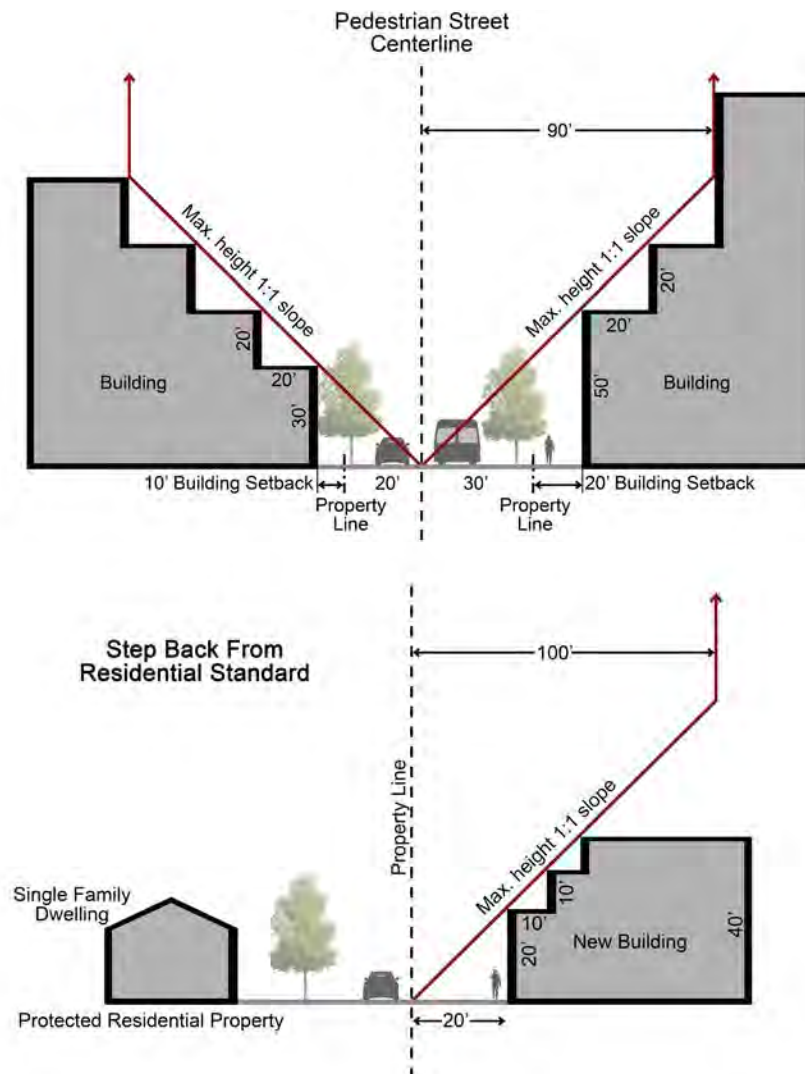 Pedestrian Street
Centerline
90'
Max. height 1:1 slope
Max. height 1:1 slope
20'
20'
20'
20'
Building
Building
30'
50'
10' Building Setback
20'
30'
20' Building Setback
Property
Line
Property
Line
Step Back From
Residential Standard
100'
Property Line
Max. height 1:1 slope
Single Family
Dwelling
10'
10'
20'
New Building
40'
Protected Residential Property
20'